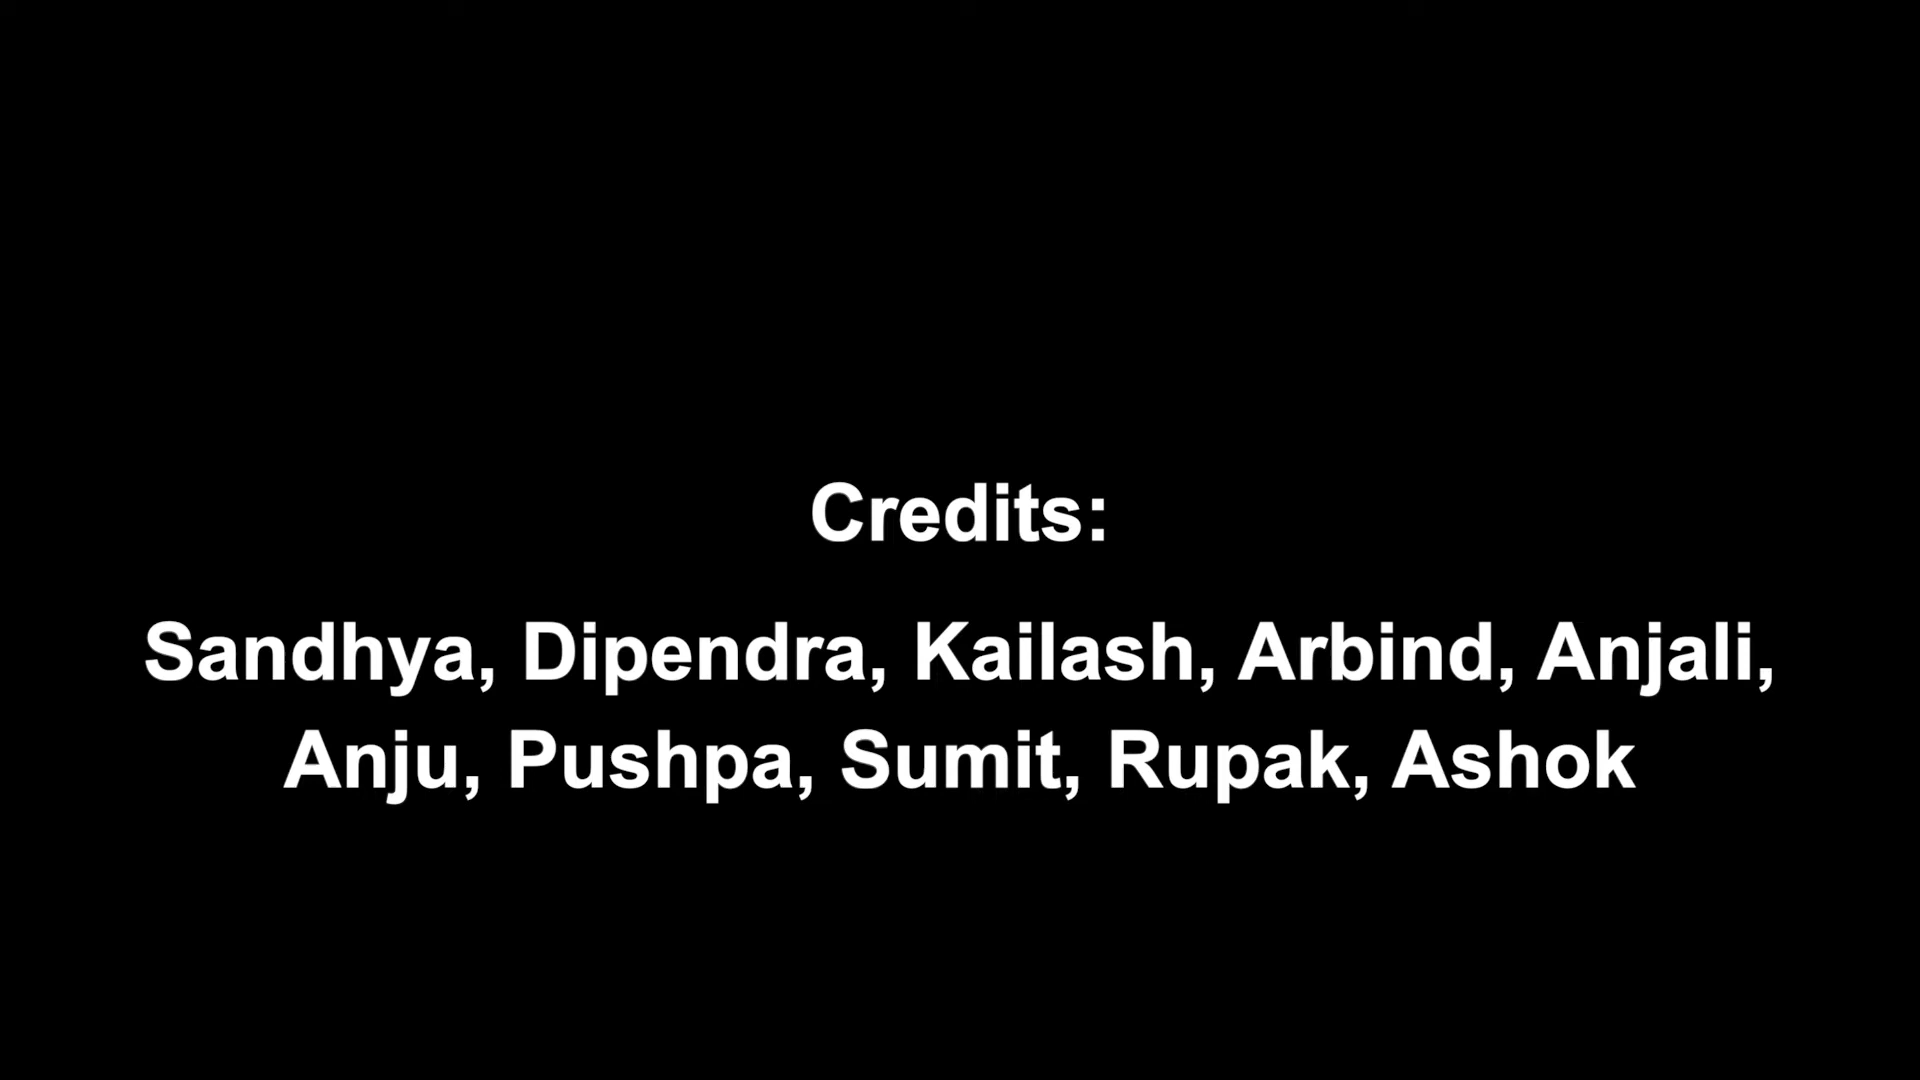 Credits:
Sandhya, Dipendra, Kailash, Arbind, Anjali,
Anju, Pushpa, Sumit, Rupak, Ashok